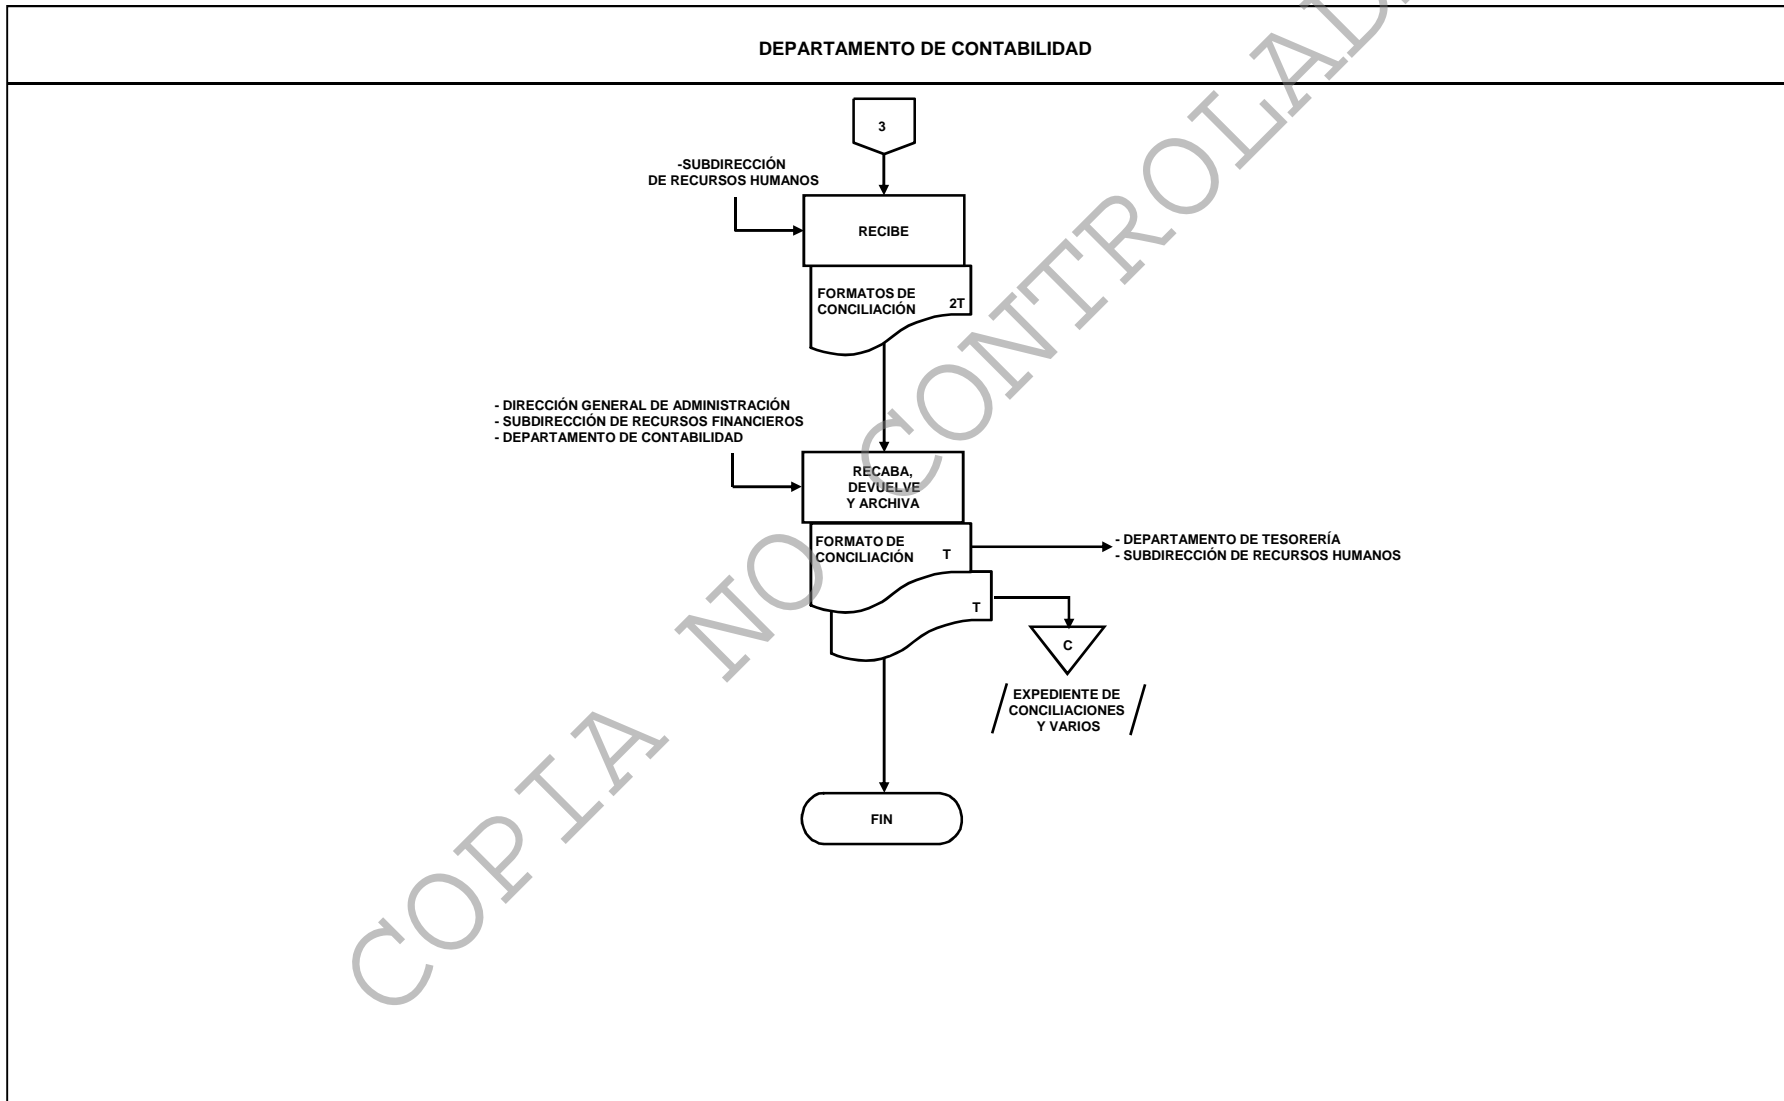 DEPARTAMENTO DE CONTABILIDAD
3
-SUBDIRECCIÓN
DE RECURSOS HUMANOS
RECIBE
FORMATOS DE
CONCILIACIÓN 2T
- DIRECCIÓN GENERAL DE ADMINISTRACIÓN
- SUBDIRECCIÓN DE RECURSOS FINANCIEROS
- DEPARTAMENTO DE CONTABILIDAD
RECABA,
DEVUELVE
Y ARCHIVA
FORMATO DE
CONCILIACIÓN T
- DEPARTAMENTO DE TESORERÍA
- SUBDIRECCIÓN DE RECURSOS HUMANOS
T
C
/ EXPEDIENTE DE
CONCILIACIONES
Y VARIOS /
FIN
COPIA NO CONTROLAD